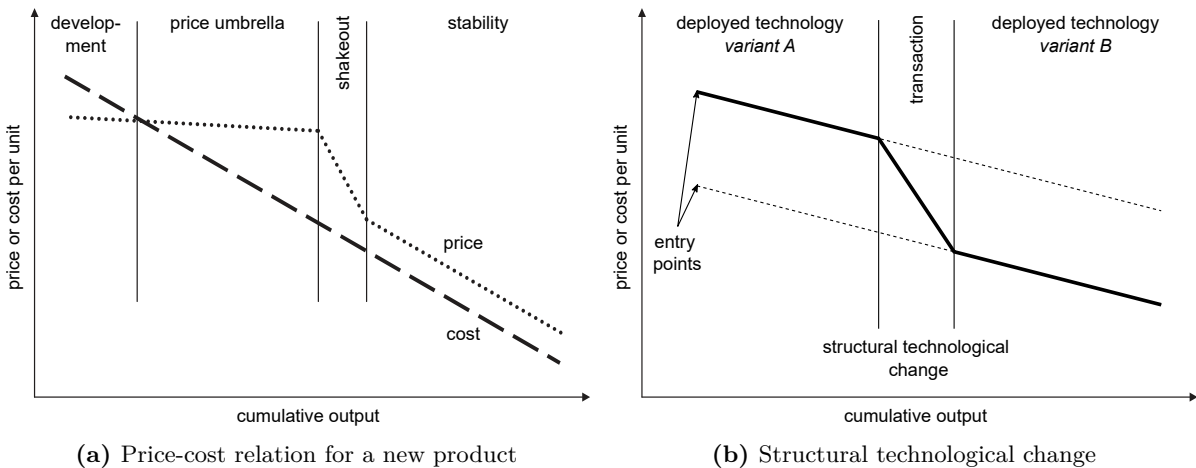 develop-
ment
price umbrella
shakeout
stability
price
cost
price or cost per unit
cumulative output
(a) Price-cost relation for a new product
deployed technology
variant A
transaction
deployed technology
variant B
entry
points
structural technological
change
price or cost per unit
cumulative output
(b) Structural technological change